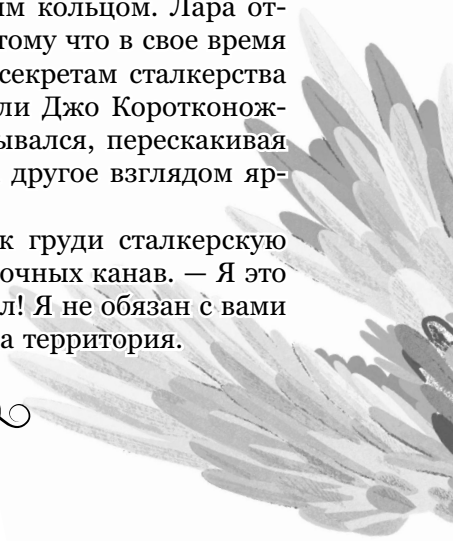 им кольцом. Лара от-
тому что в свое время
секретам сталкерства
ли Джо Коротконож-
ывался, перескакивая
другое взглядом яр-
к груди сталкерскую
очных канав. — Я это
л! Я не обязан с вами
а территория.